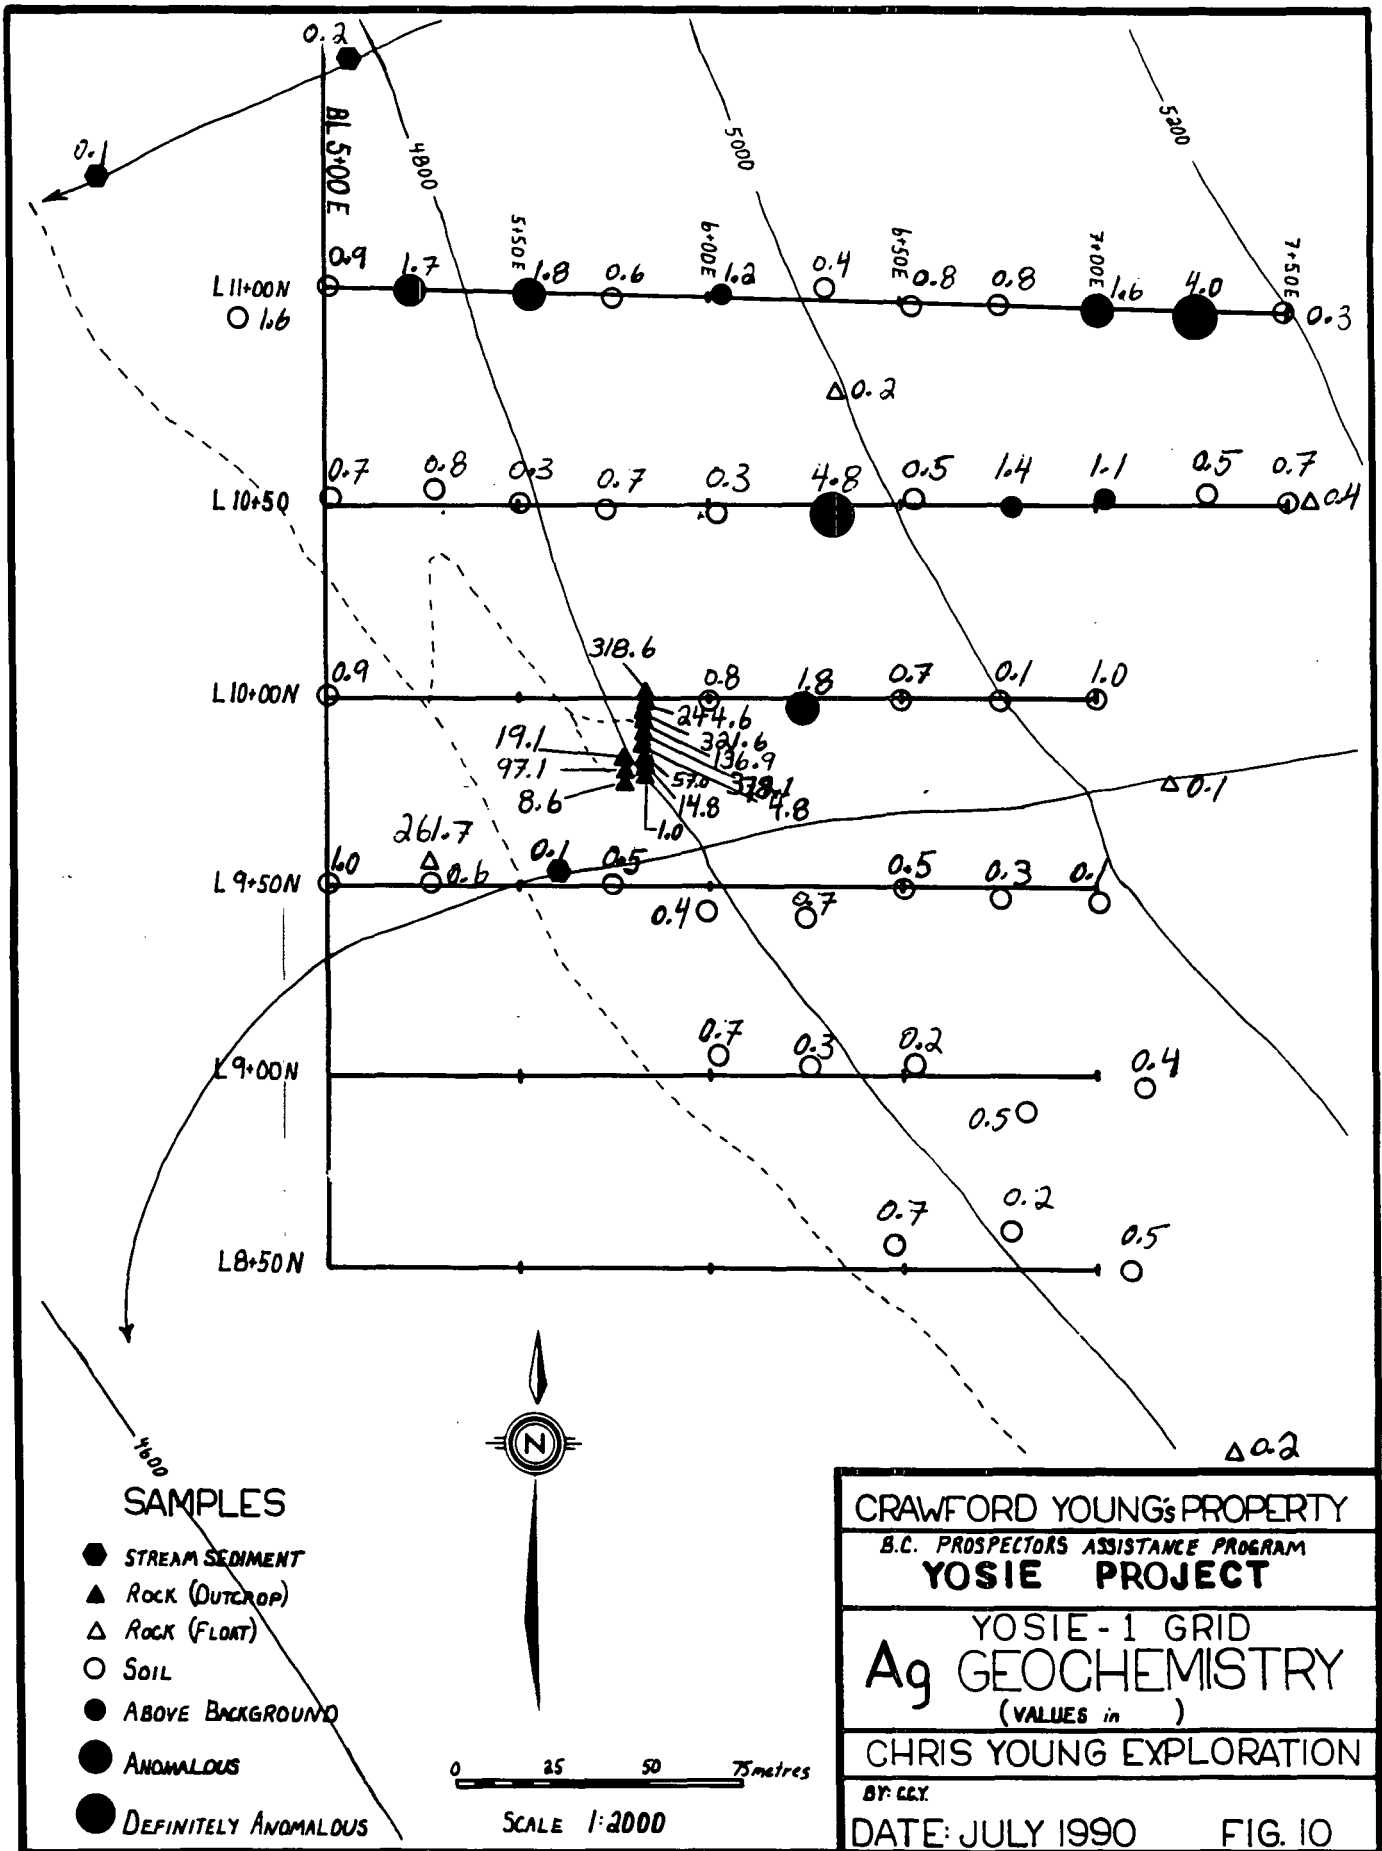 0.2
0.1
BL 5+00E
4800
5000
5200
5+50E
6+00E
6+50E
7+00E
7+50E
0.9 1.7 1.8 0.6 1.2 0.4 0.8 0.8 1.6 4.0
L11+00N
0.3
1.6
0.2
0.7 0.8 0.3 0.7 0.3 4.8 0.5 1.4 1.1 0.5 0.7
L10+50
0.4
318.6
0.9 0.8 1.8 0.7 0.1 1.0
L10+00N
244.6
321.6
136.9
19.1
97.1
8.6
57.0
14.8
4.8
1.0
0.1
261.7
1.0 0.6 0.1 0.5 0.5 0.3 0.1
L9+50N
0.4 0.7
0.7 0.3 0.2 0.4
L9+00N
0.5
0.7 0.2 0.5
L8+50N
4600
N
0.2
SAMPLES
STREAM SEDIMENT
ROCK (OUTCROP)
ROCK (FLOAT)
SOIL
ABOVE BACKGROUND
ANOMALOUS
DEFINITELY ANOMALOUS
0 25 50 75 metres
SCALE 1:2000
CRAWFORD YOUNG's PROPERTY
B.C. PROSPECTORS ASSISTANCE PROGRAM
YOSIE PROJECT
YOSIE-1 GRID
Ag GEOCHEMISTRY
(VALUES in )
CHRIS YOUNG EXPLORATION
BY: C.C.Y.
DATE: JULY 1990 FIG. 10